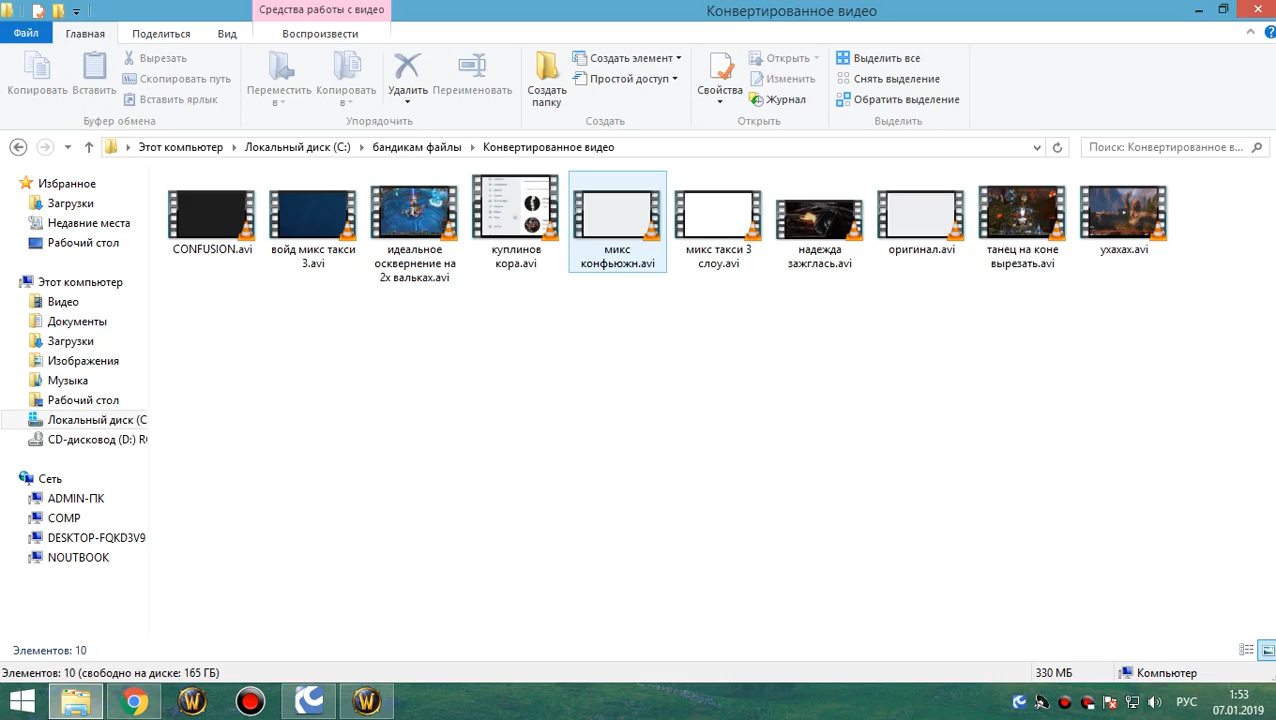 Средства работы с видео
Конвертированное видео
Файл
Главная
Поделиться
Вид
Воспроизвести
Копировать
Вставить
Вырезать
Скопировать путь
Вставить ярлык
Буфер обмена
Переместить в
Копировать в
Удалить
Переименовать
Упорядочить
Создать папку
Создать элемент
Простой доступ
Создать
Свойства
Открыть
Изменить
Журнал
Открыть
Выделить все
Снять выделение
Обратить выделение
Выделить
Этот компьютер
Локальный диск (C:)
бандикам файлы
Конвертированное видео
Поиск: Конвертированное в...
Избранное
Загрузки
Недавние места
Рабочий стол
Этот компьютер
Видео
Документы
Загрузки
Изображения
Музыка
Рабочий стол
Локальный диск (C
CD-дисковод (D:) R
Сеть
ADMIN-ПК
COMP
DESKTOP-FQKD3V9
NOUTBOOK
CONFUSION.avi
войд микс такси
3.avi
идеальное
осквернение на
2х вальках.avi
куплинов
кора.avi
микс
конфьюжн.avi
микс такси 3
слоу.avi
надежда
зажглась.avi
оригинал.avi
танец на коне
вырезать.avi
ухахах.avi
Элементов: 10
Элементов: 10 (свободно на диске: 165 ГБ)
330 МБ
Компьютер
РУС
1:53
07.01.2019